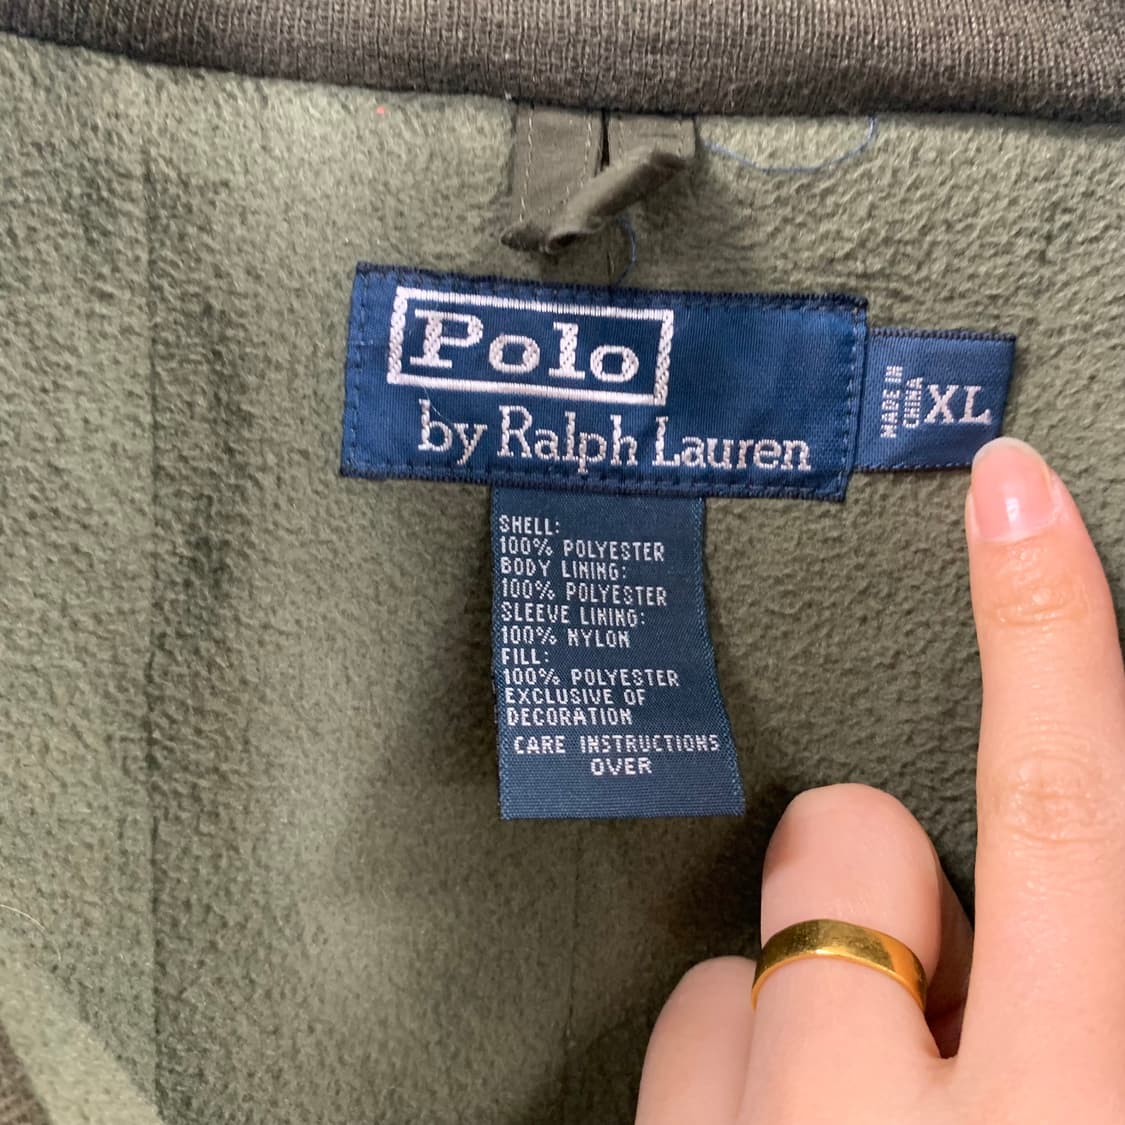 Polo
by Ralph Lauren
MADE IN
CHINA
XL
SHELL:
100% POLYESTER
BODY LINING:
100% POLYESTER
SLEEVE LINING:
100% NYLON
FILL:
100% POLYESTER
EXCLUSIVE OF
DECORATION
CARE INSTRUCTIONS
OVER